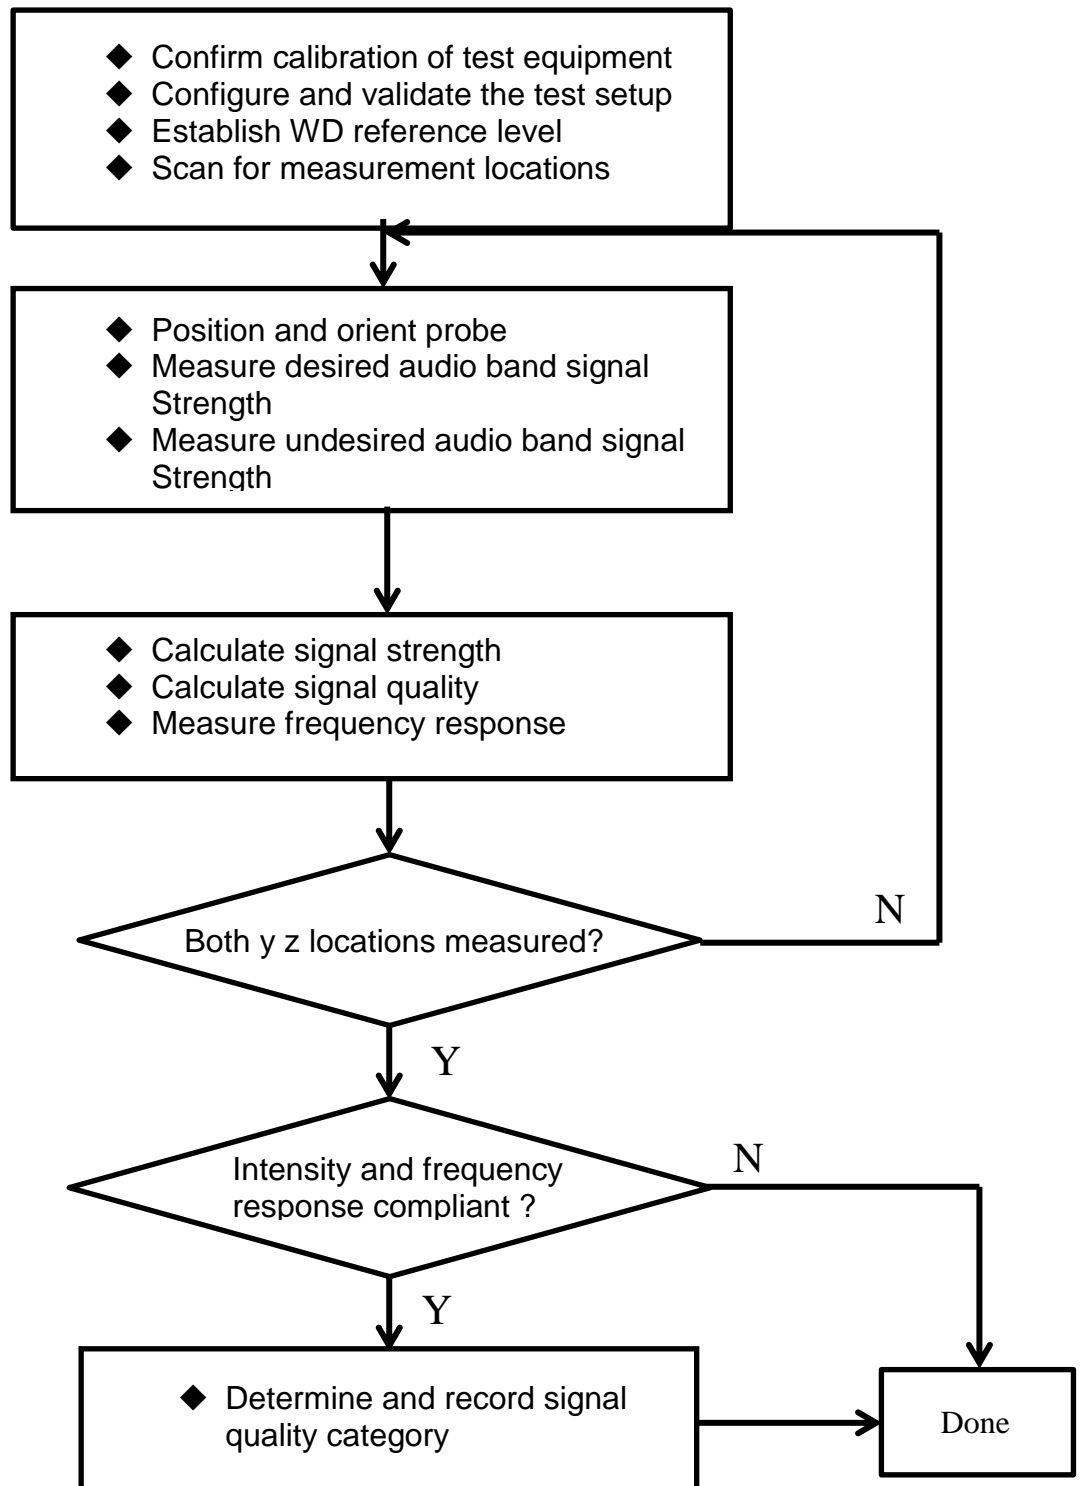 ◆ Confirm calibration of test equipment
◆ Configure and validate the test setup
◆ Establish WD reference level
◆ Scan for measurement locations
◆ Position and orient probe
◆ Measure desired audio band signal
Strength
◆ Measure undesired audio band signal
Strength
◆ Calculate signal strength
◆ Calculate signal quality
◆ Measure frequency response
Both y z locations measured?
N
Y
Intensity and frequency
response compliant ?
N
Y
◆ Determine and record signal
quality category
Done